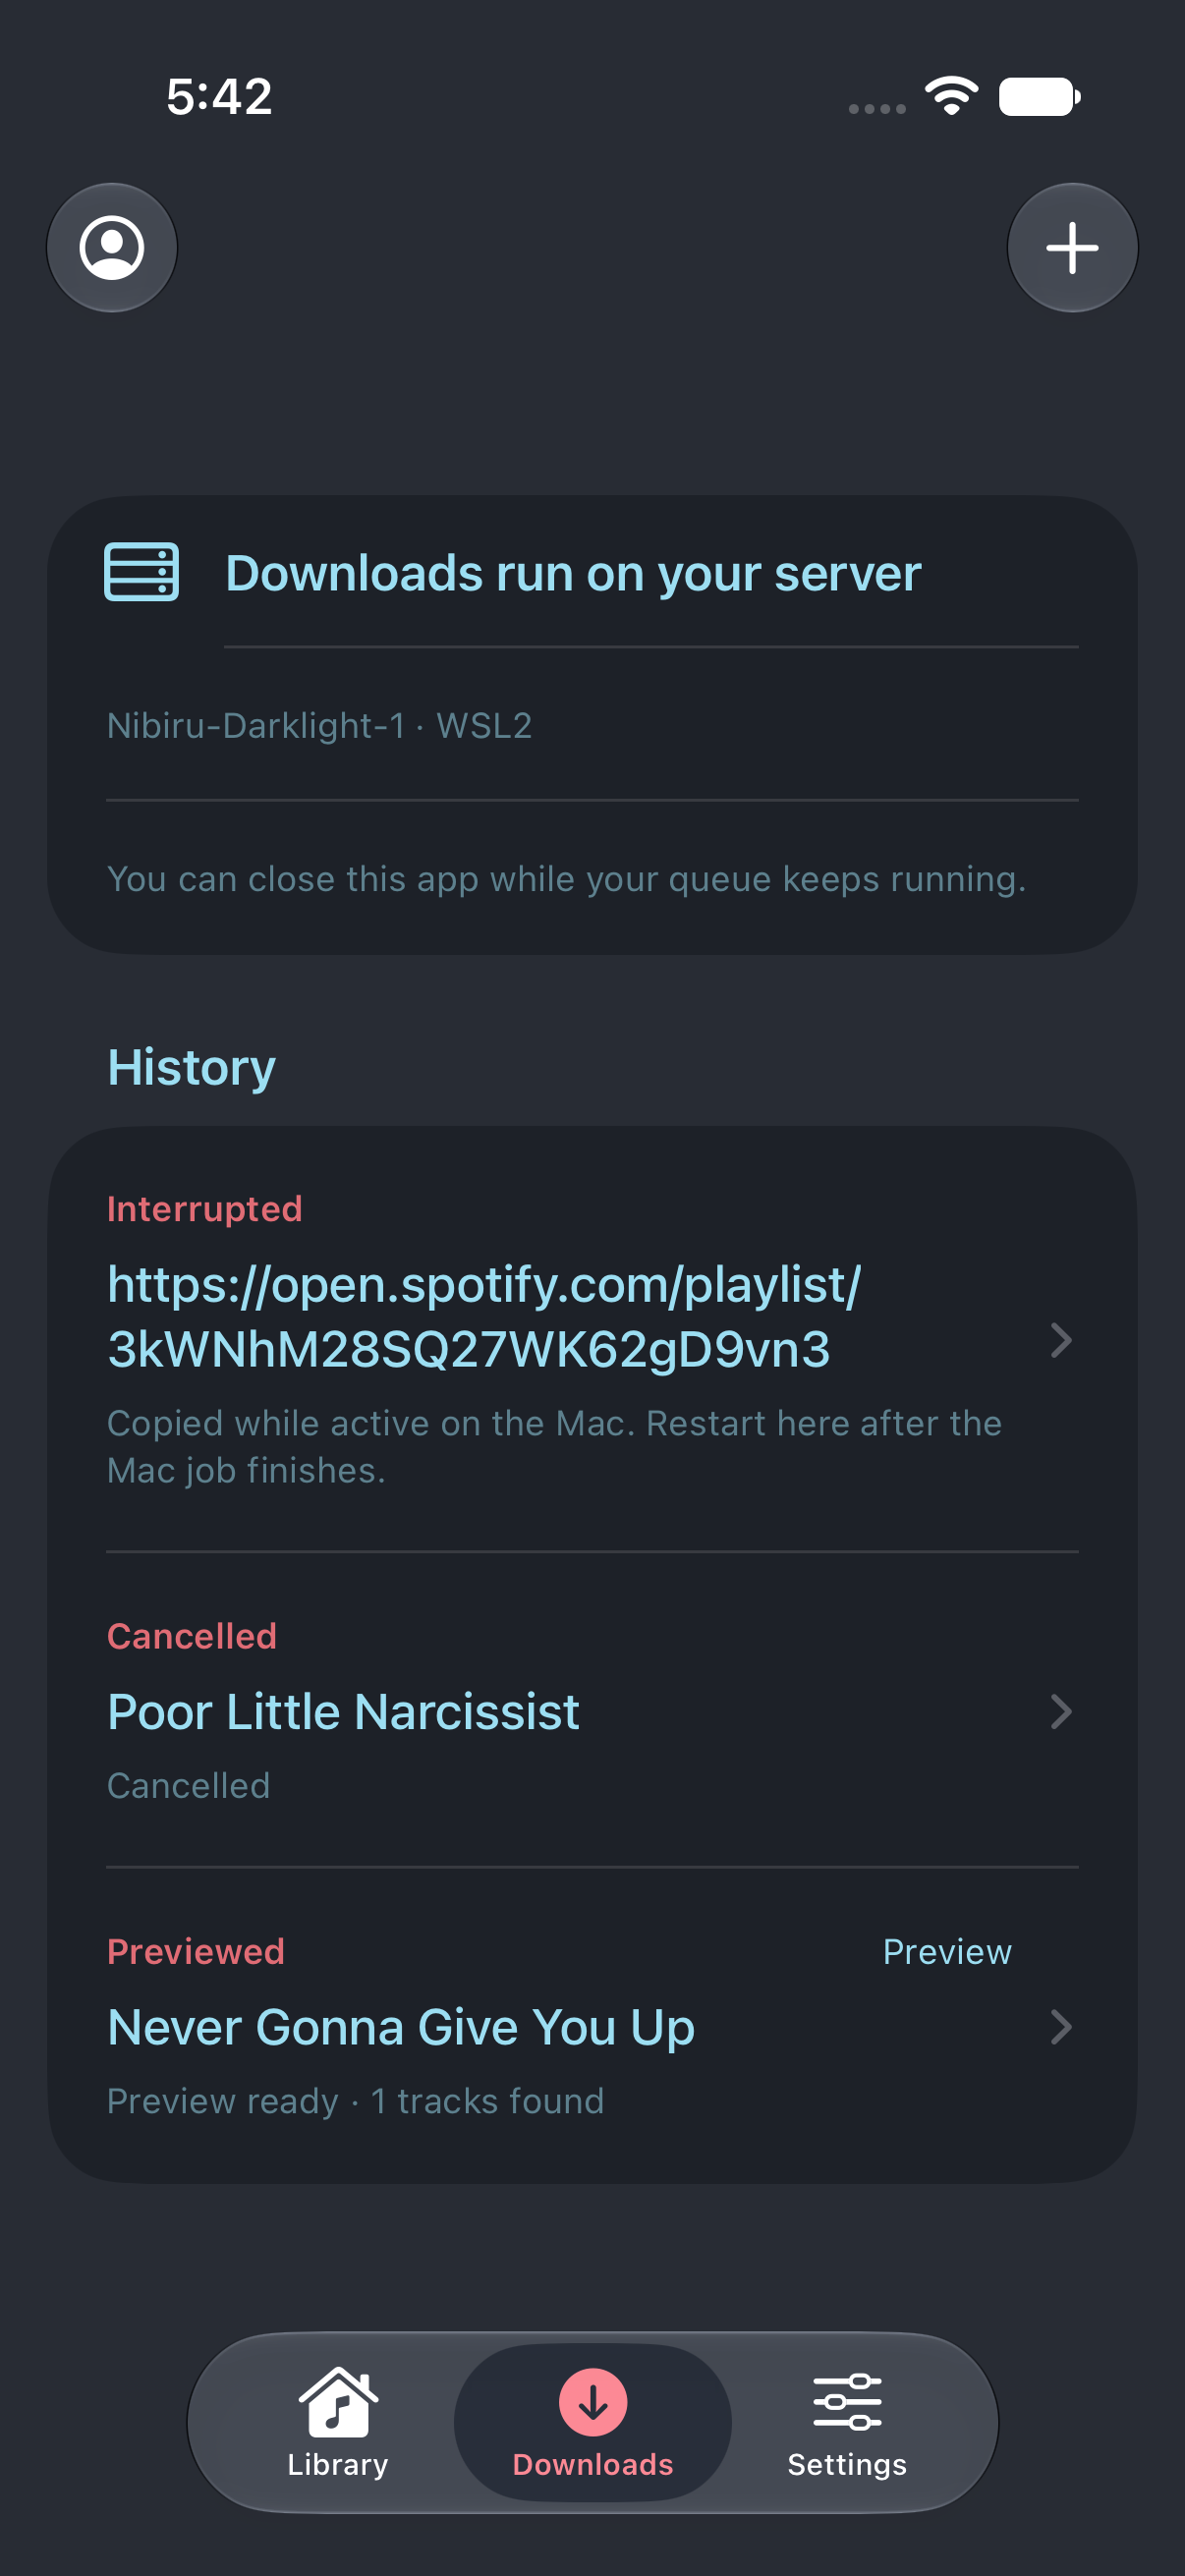 5:42
Downloads run on your server
Nibiru-Darklight-1 · WSL2
You can close this app while your queue keeps running.
History
Interrupted
https://open.spotify.com/playlist/
3kWNhM28SQ27WK62gD9vn3
Copied while active on the Mac. Restart here after the
Mac job finishes.
Cancelled
Poor Little Narcissist
Cancelled
Previewed Preview
Never Gonna Give You Up
Preview ready · 1 tracks found
Library Downloads Settings